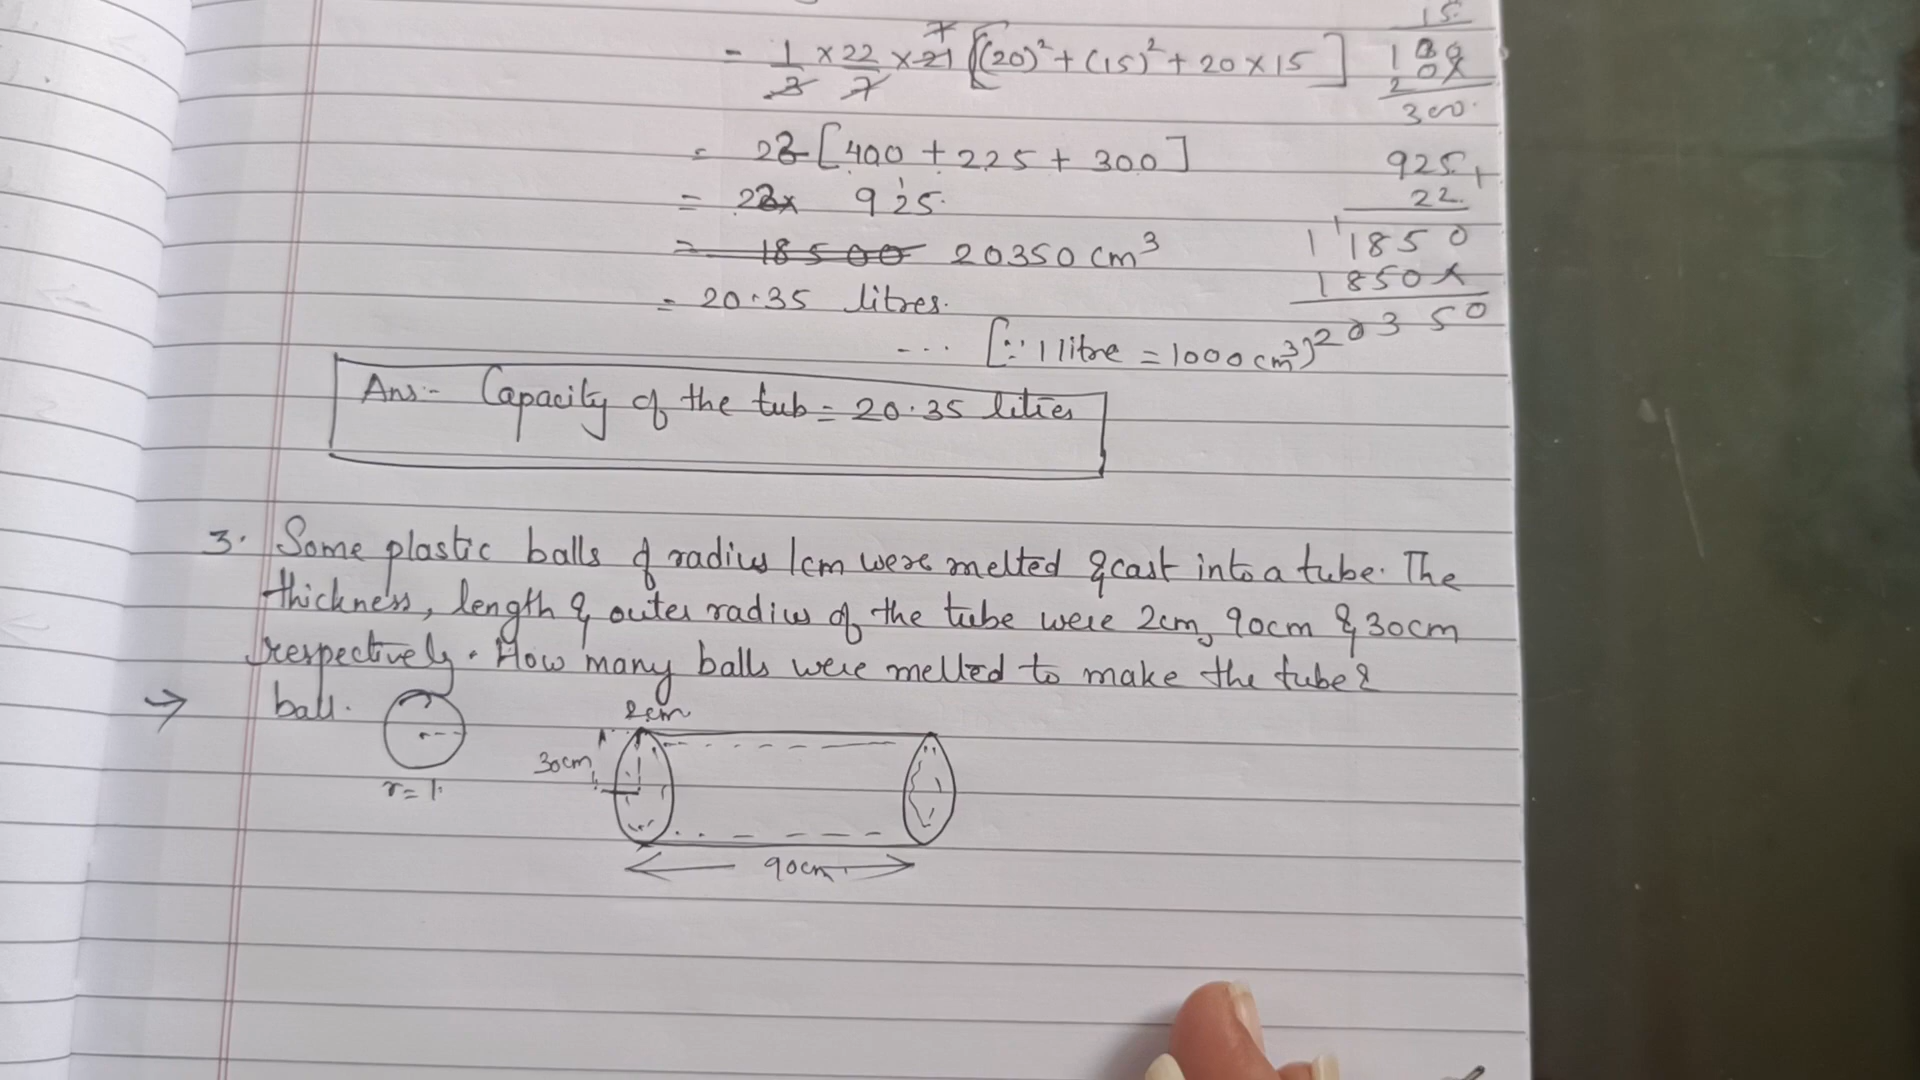 15
= 1/3 × 22/7 × 21 [(20)² + (15)² + 20 × 15]
300
= 22 [400 + 225 + 300]
925
22
= 22 × 925
= 18500 20350 cm³
1850
1850×
20350
= 20.35 litres.
... [∵ 1 litre = 1000 cm³]
Ans:- Capacity of the tub = 20.35 litres
3. Some plastic balls of radius 1cm were melted & cast into a tube. The
thickness, length & outer radius of the tube were 2cm, 90cm & 30cm
respectively. How many balls were melted to make the tube?
→ ball.
2cm
30cm
r = 1
90cm